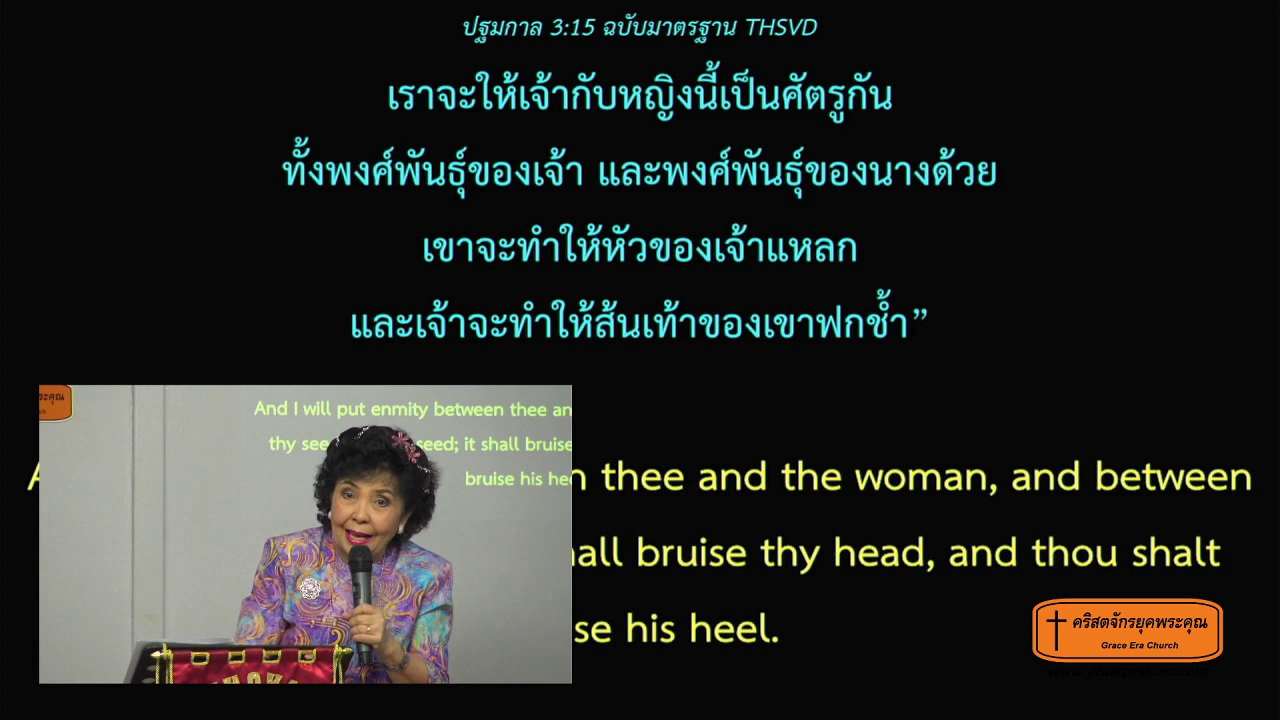 ปฐมกาล 3:15 ฉบับมาตรฐาน THSVD
เราจะให้เจ้ากับหญิงนี้เป็นศัตรูกัน
ทั้งพงศ์พันธุ์ของเจ้า และพงศ์พันธุ์ของนางด้วย
เขาจะทำให้หัวของเจ้าแหลก
และเจ้าจะทำให้ส้นเท้าของเขาฟกช้ำ”
And I will put enmity between thee
thy seed; it shall bruise
bruise his
thee and the woman, and between
bruise thy head, and thou shalt
his heel.
คริสตจักรยุคพระคุณ
Grace Era Church